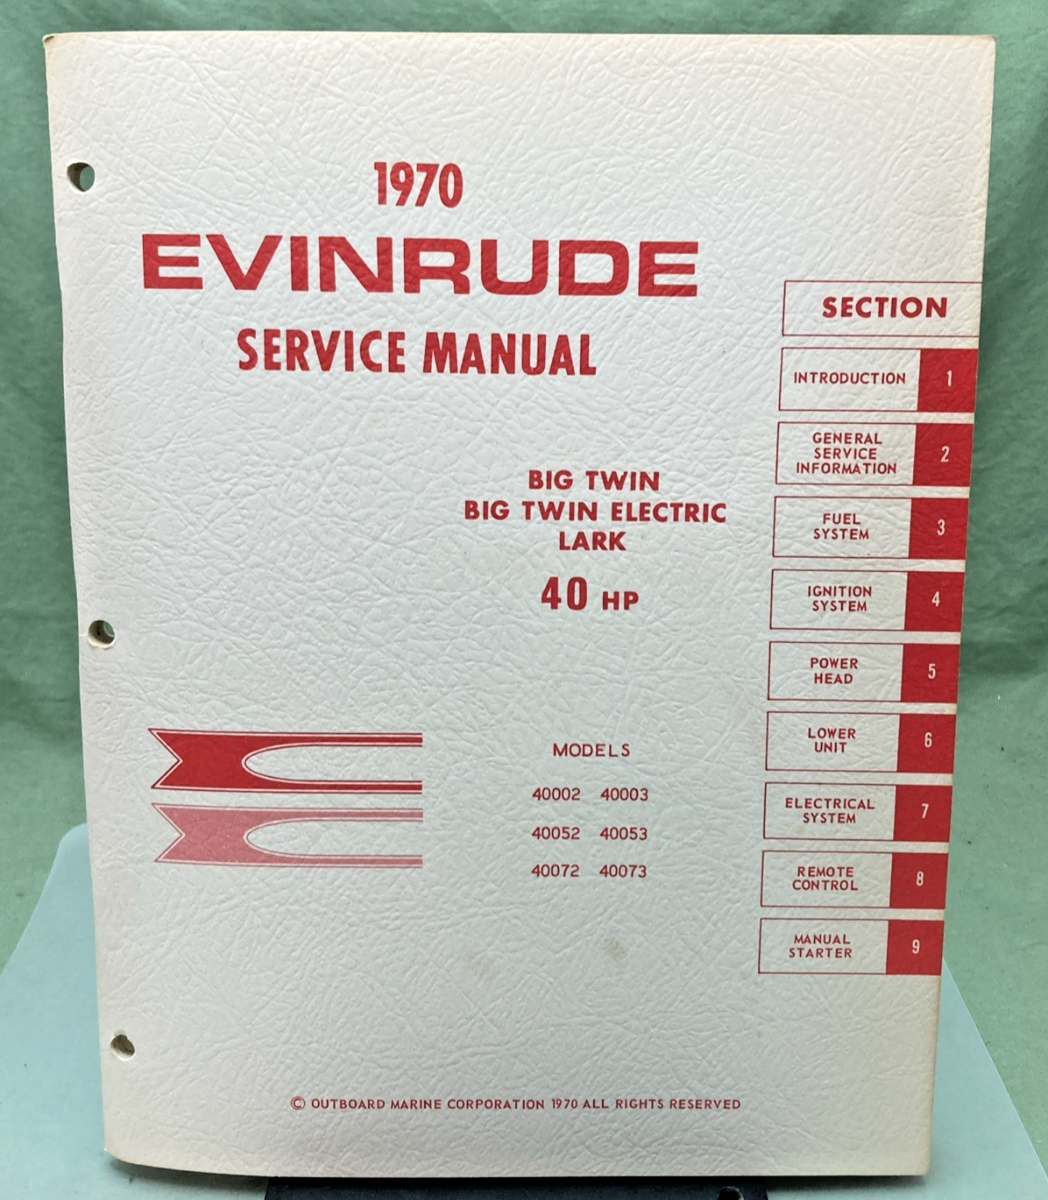 1970
EVINRUDE
SERVICE MANUAL
BIG TWIN
BIG TWIN ELECTRIC
LARK
40 HP
MODELS
40002 40003
40052 40053
40072 40073
SECTION
INTRODUCTION 1
GENERAL
SERVICE 2
INFORMATION
FUEL
SYSTEM 3
IGNITION
SYSTEM 4
POWER
HEAD 5
LOWER
UNIT 6
ELECTRICAL
SYSTEM 7
REMOTE
CONTROL 8
MANUAL
STARTER 9
© OUTBOARD MARINE CORPORATION 1970 ALL RIGHTS RESERVED